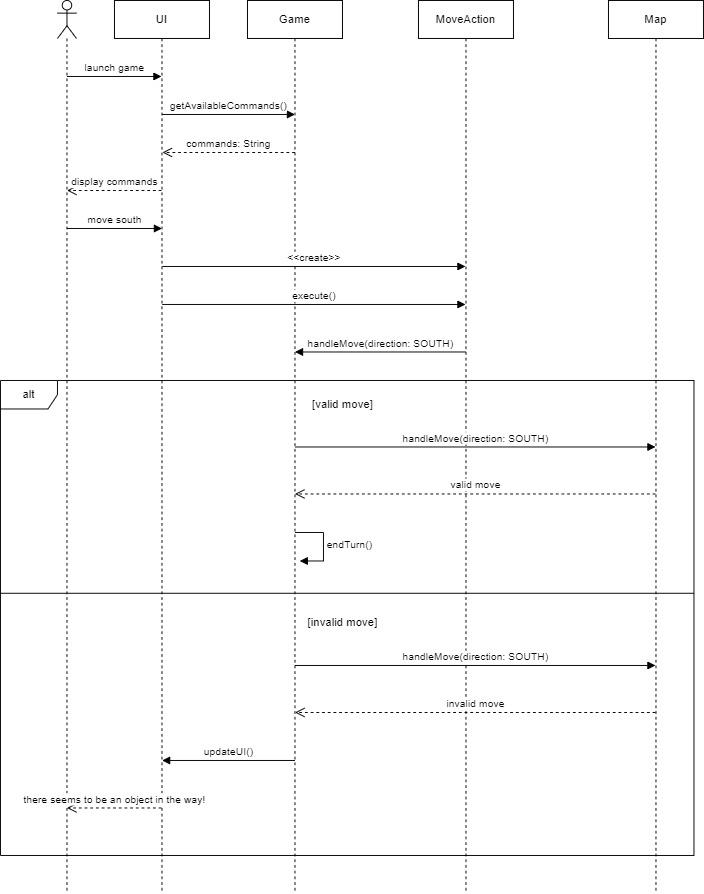 UI
Game
MoveAction
Map
launch game
getAvailableCommands()
commands: String
display commands
move south
<<create>>
execute()
handleMove(direction: SOUTH)
alt
[valid move]
handleMove(direction: SOUTH)
valid move
endTurn()
[invalid move]
handleMove(direction: SOUTH)
invalid move
updateUI()
there seems to be an object in the way!